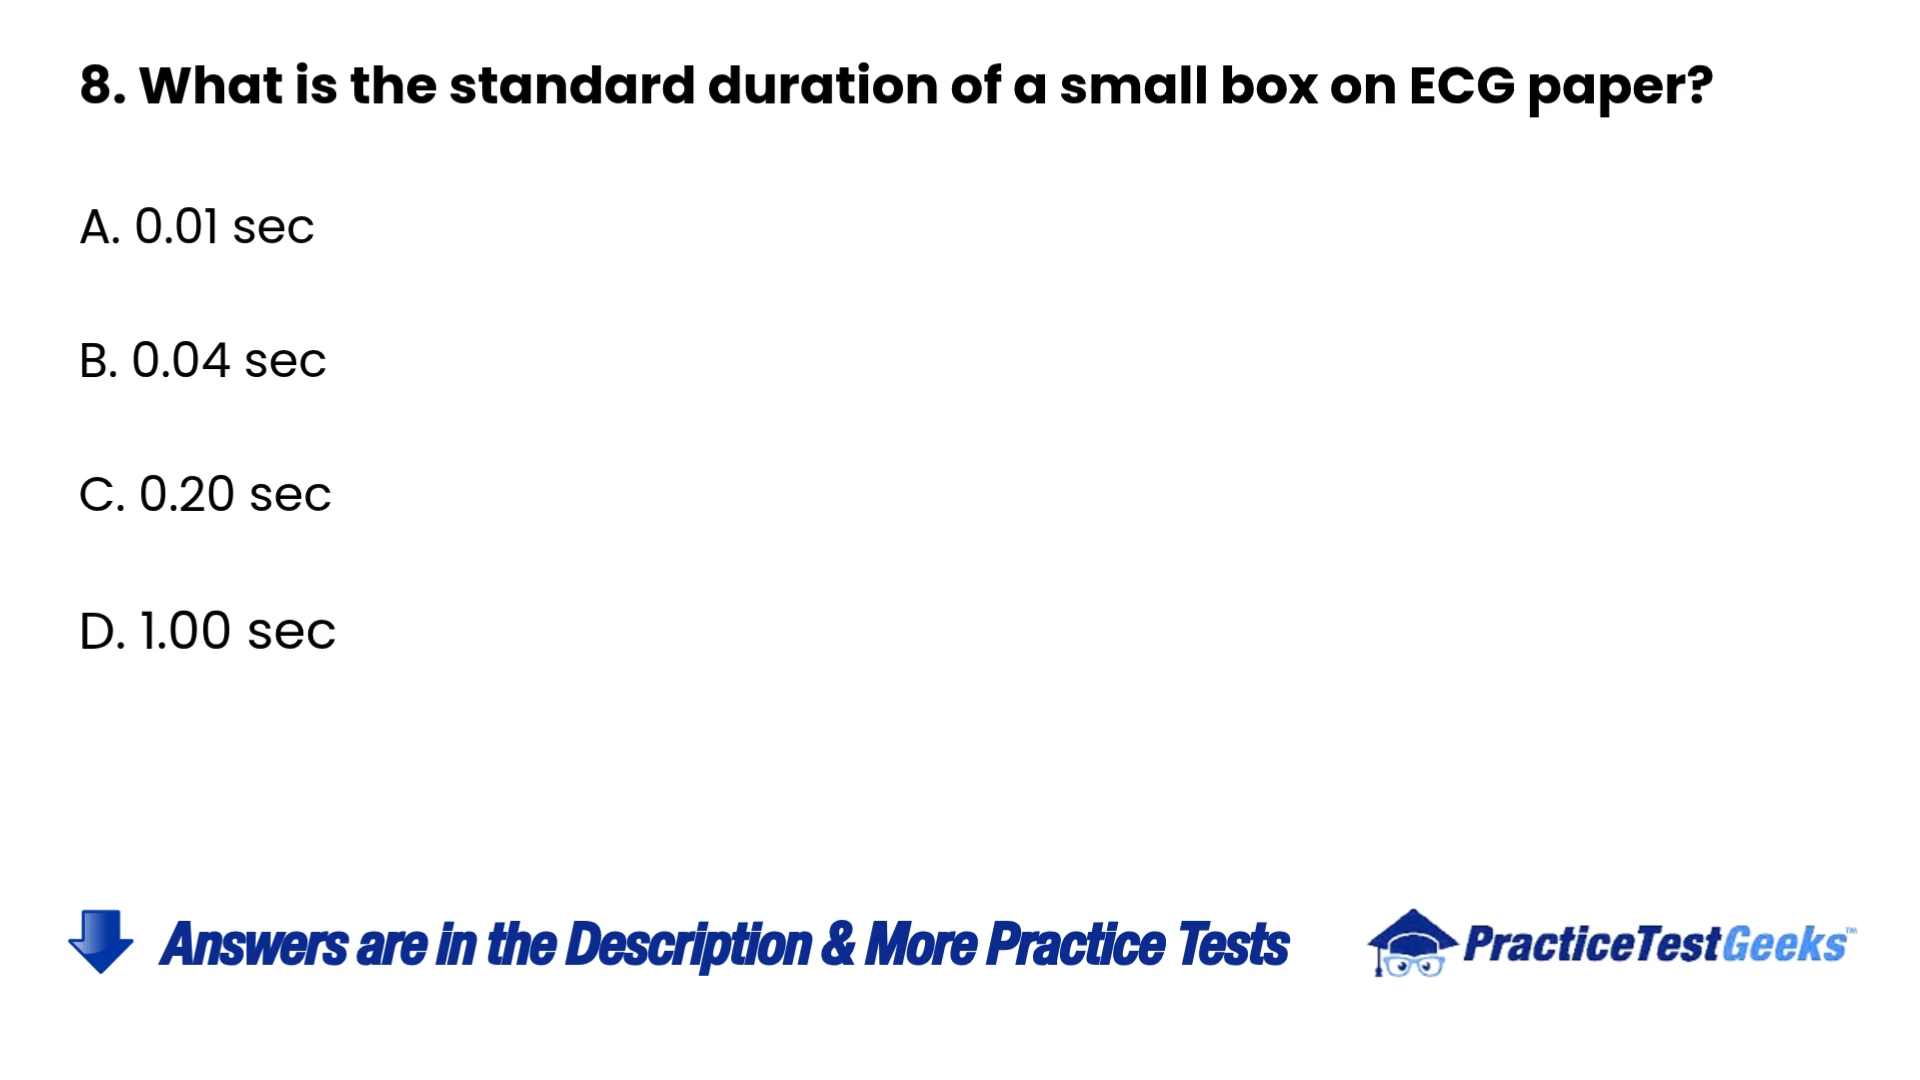 8. What is the standard duration of a small box on ECG paper?
A. 0.01 sec
B. 0.04 sec
C. 0.20 sec
D. 1.00 sec
Answers are in the Description & More Practice Tests
PracticeTestGeeks™